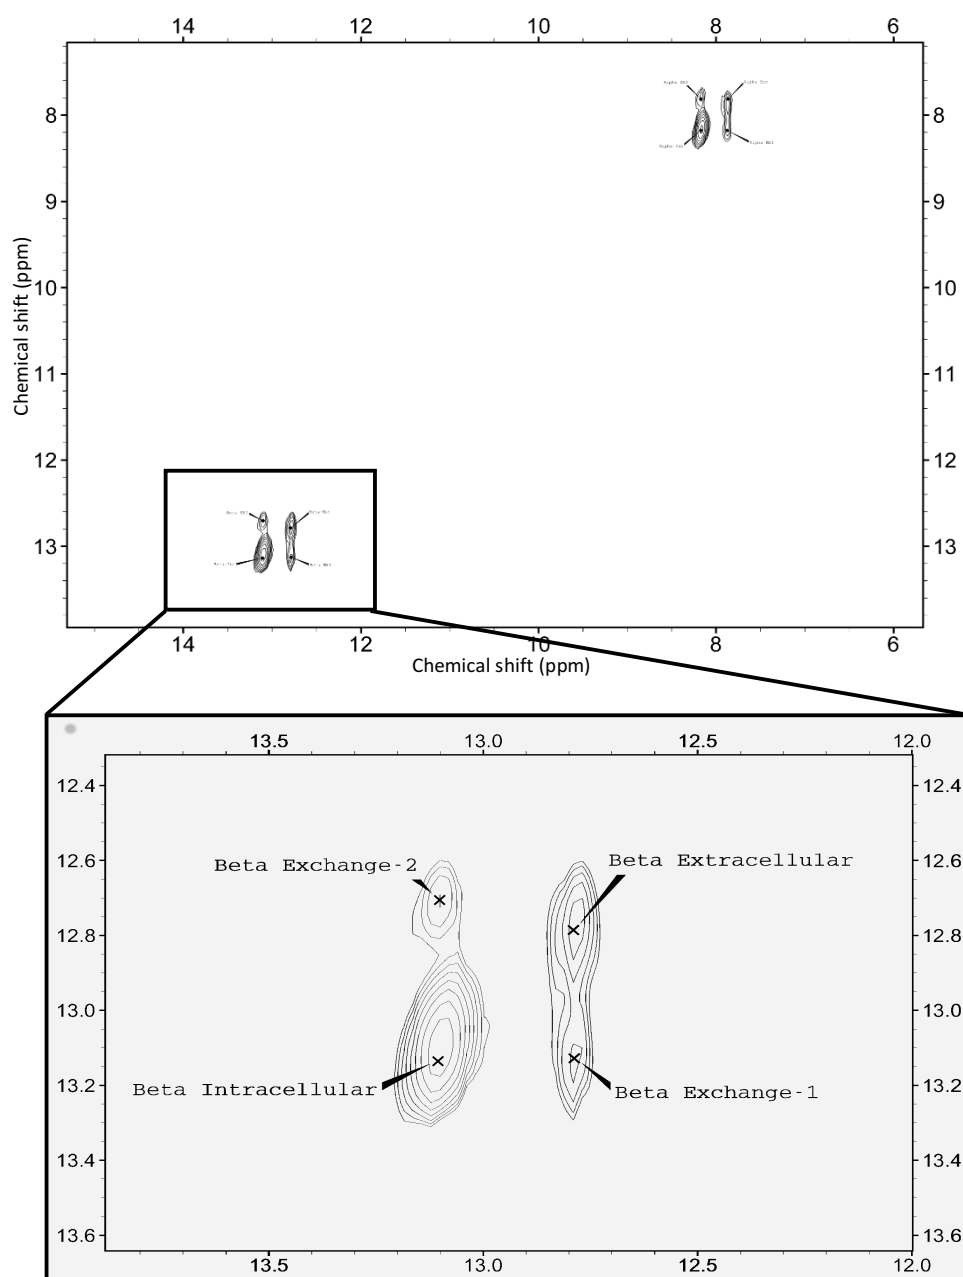 14 12 10 8 6
8 8
9 9
10 10
11 11
12 12
13 13
Chemical shift (ppm)
14 12 10 8 6
Chemical shift (ppm)
13.5 13.0 12.5 12.0
12.4 12.4
12.6 12.6
12.8 12.8
13.0 13.0
13.2 13.2
13.4 13.4
13.6 13.6
Beta Exchange-2
Beta Extracellular
Beta Intracellular
Beta Exchange-1
13.5 13.0 12.5 12.0